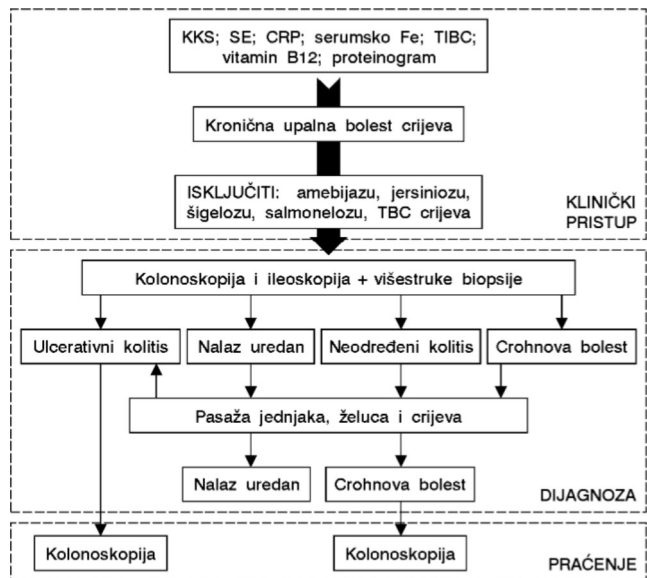 KKS; SE; CRP; serumsko Fe; TIBC;
vitamin B12; proteinogram
Kronična upalna bolest crijeva
ISKLJUČITI: amebijazu, jersiniozu,
šigelozu, salmonelozu, TBC crijeva
KLINIČKI
PRISTUP
Kolonoskopija i ileoskopija + višestruke biopsije
Ulcerativni kolitis
Nalaz uredan
Neodređeni kolitis
Crohnova bolest
Pasaža jednjaka, želuca i crijeva
Nalaz uredan
Crohnova bolest
DIJAGNOZA
Kolonoskopija
Kolonoskopija
PRAĆENJE